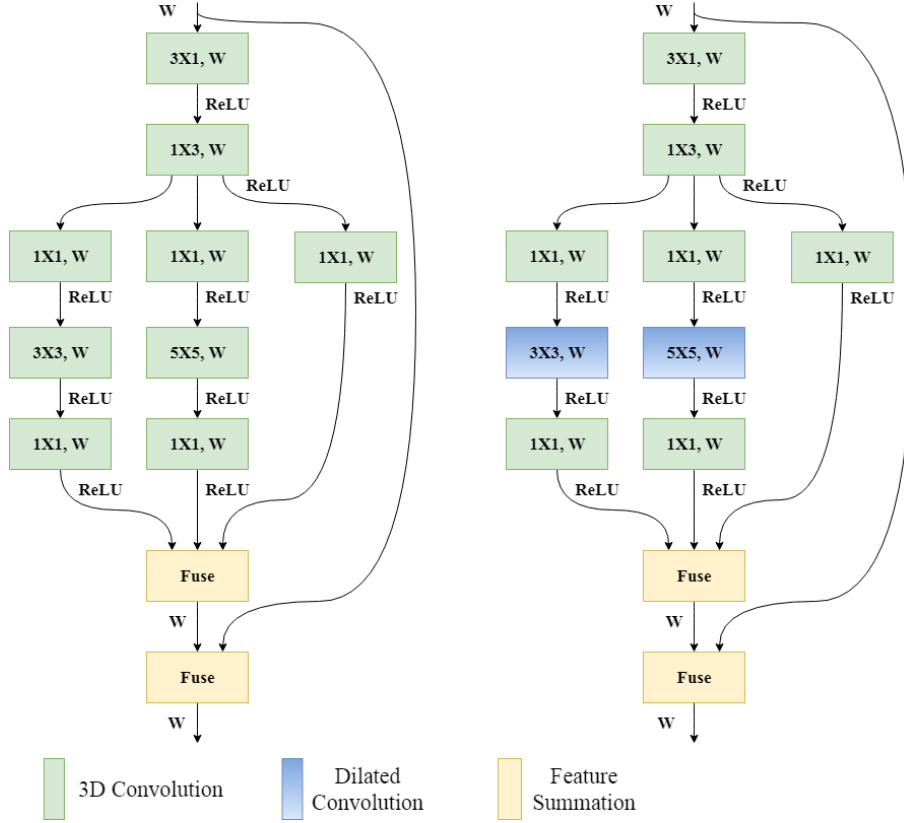 W
3X1, W
ReLU
1X3, W
ReLU
1X1, W
1X1, W
1X1, W
ReLU
ReLU
ReLU
3X3, W
5X5, W
ReLU
ReLU
1X1, W
1X1, W
ReLU
ReLU
Fuse
W
Fuse
W
W
3X1, W
ReLU
1X3, W
ReLU
1X1, W
1X1, W
1X1, W
ReLU
ReLU
ReLU
3X3, W
5X5, W
ReLU
ReLU
1X1, W
1X1, W
ReLU
ReLU
Fuse
W
Fuse
W
3D Convolution
Dilated
Convolution
Feature
Summation